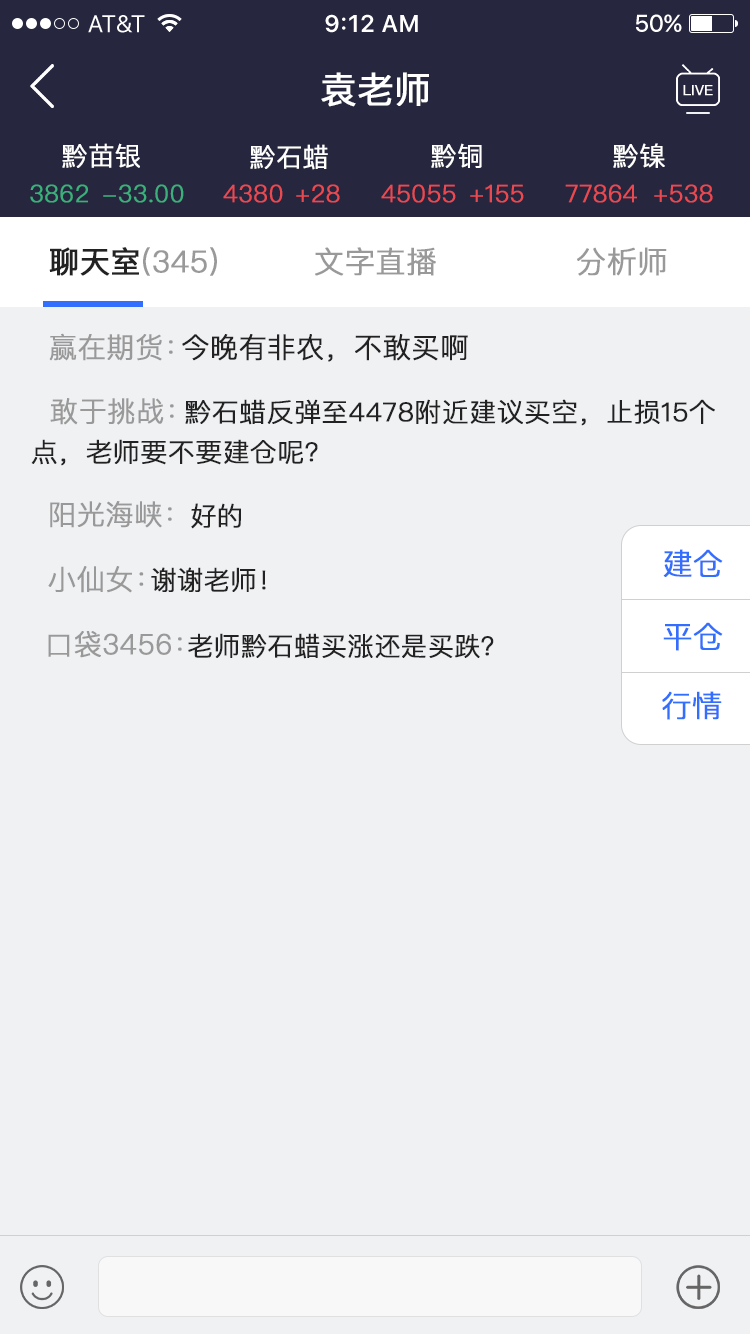 AT&T 9:12 AM 50%
袁老师 LIVE
黔苗银 黔石蜡 黔铜 黔镍
3862 -33.00 4380 +28 45055 +155 77864 +538
聊天室(345) 文字直播 分析师
赢在期货: 今晚有非农，不敢买啊
敢于挑战: 黔石蜡反弹至4478附近建议买空，止损15个
点，老师要不要建仓呢?
阳光海峡: 好的
建仓
小仙女: 谢谢老师!
平仓
口袋3456: 老师黔石蜡买涨还是买跌?
行情